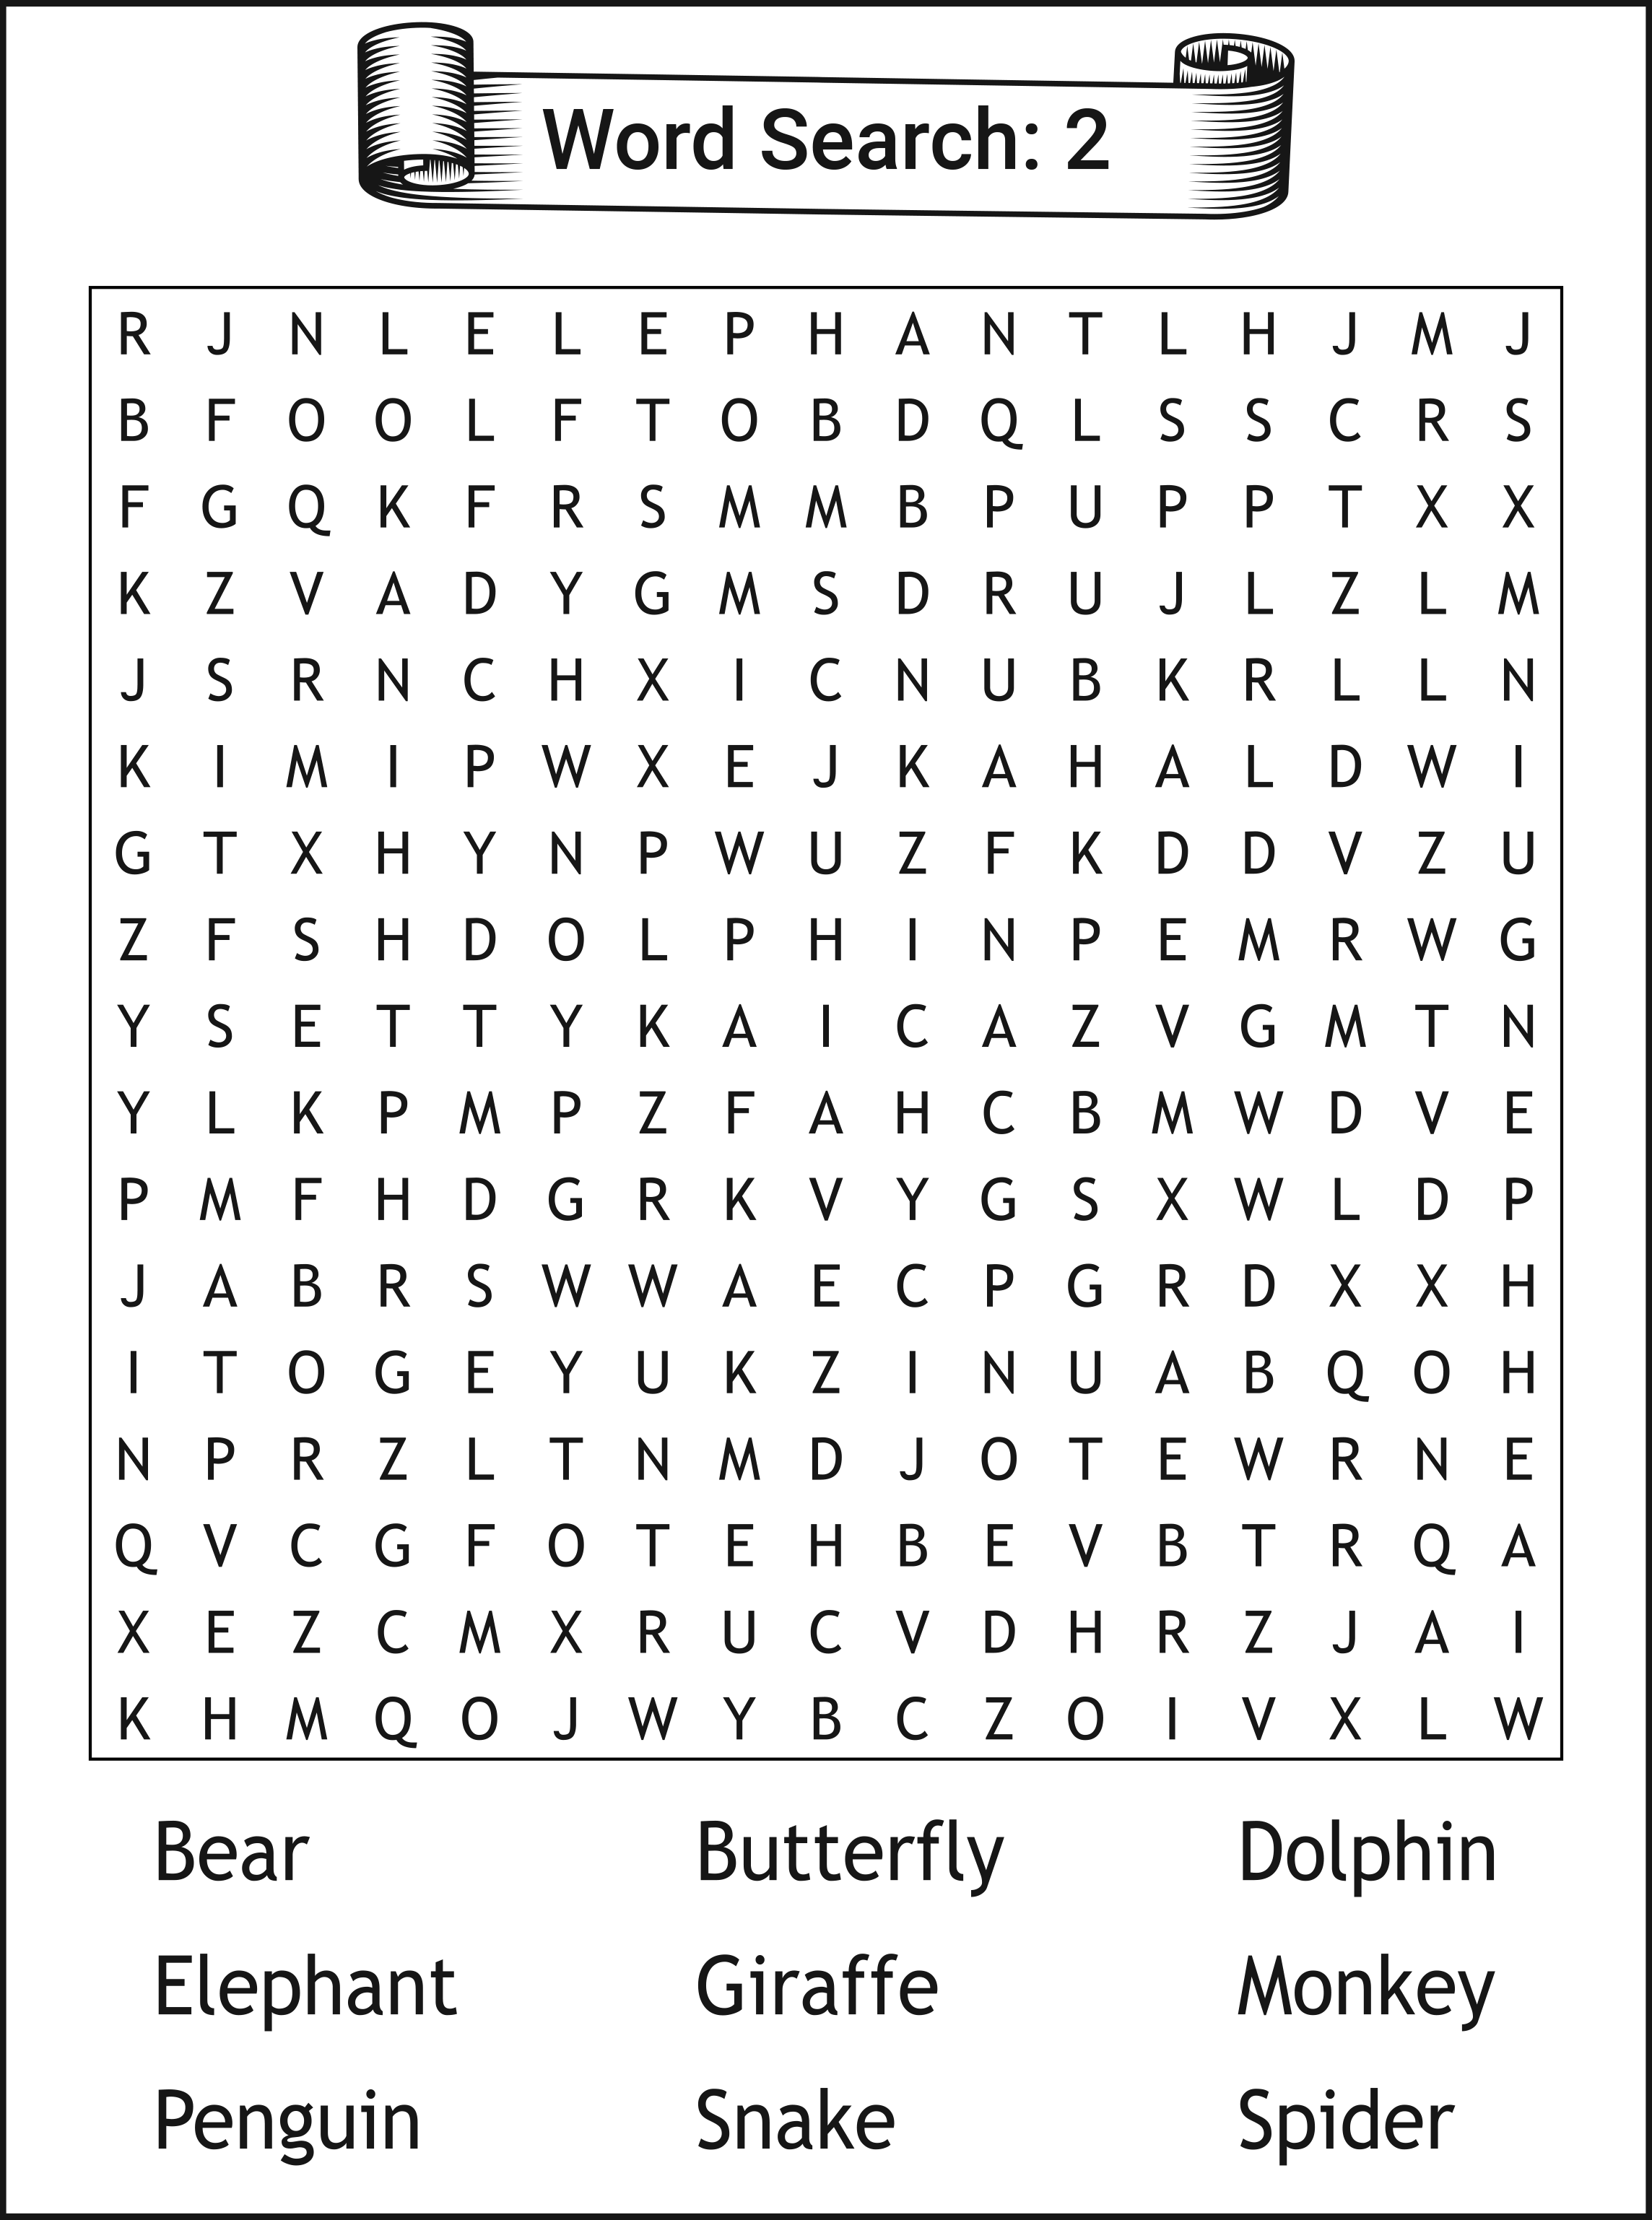 Word Search: 2
R J N L E L E P H A N T L H J M J
B F O O L F T O B D Q L S S C R S
F G Q K F R S M M B P U P P T X X
K Z V A D Y G M S D R U J L Z L M
J S R N C H X I C N U B K R L L N
K I M I P W X E J K A H A L D W I
G T X H Y N P W U Z F K D D V Z U
Z F S H D O L P H I N P E M R W G
Y S E T T Y K A I C A Z V G M T N
Y L K P M P Z F A H C B M W D V E
P M F H D G R K V Y G S X W L D P
J A B R S W W A E C P G R D X X H
I T O G E Y U K Z I N U A B Q O H
N P R Z L T N M D J O T E W R N E
Q V C G F O T E H B E V B T R Q A
X E Z C M X R U C V D H R Z J A I
K H M Q O J W Y B C Z O I V X L W
Bear Butterfly Dolphin
Elephant Giraffe Monkey
Penguin Snake Spider